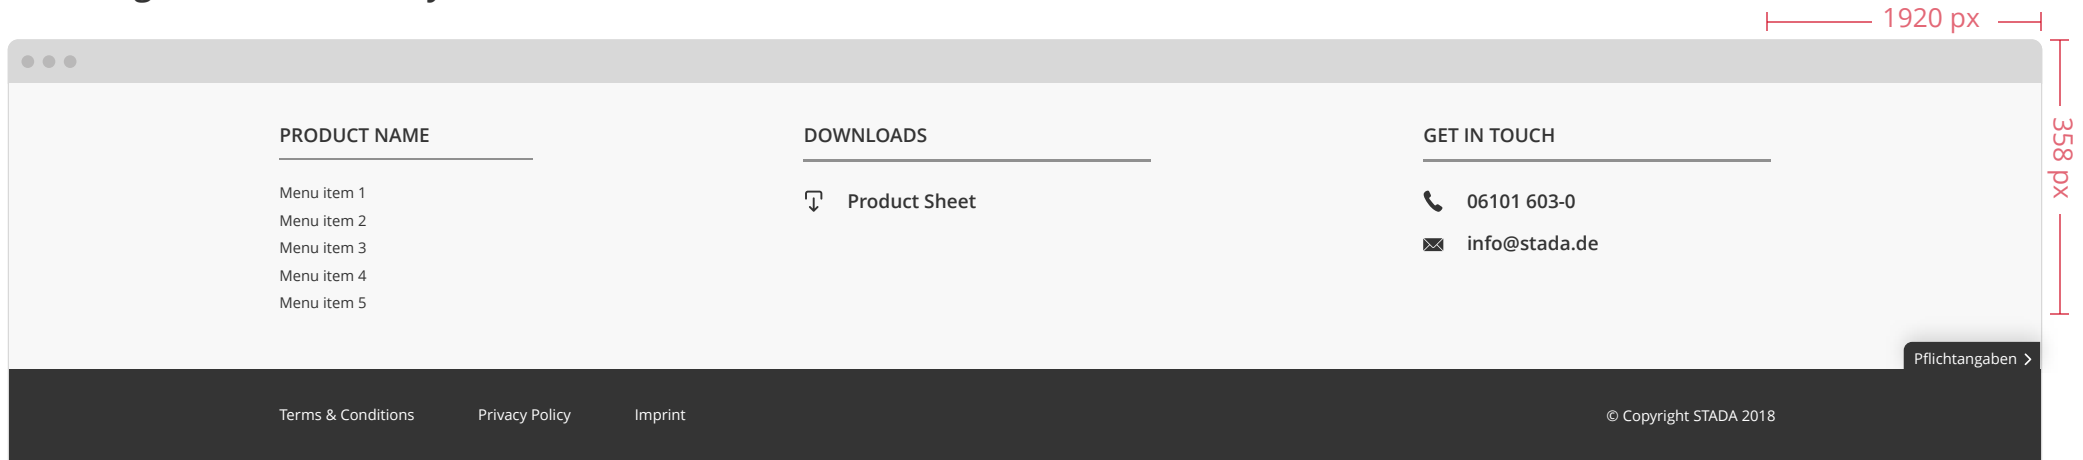 1920 px
358 px
PRODUCT NAME
Menu item 1
Menu item 2
Menu item 3
Menu item 4
Menu item 5
DOWNLOADS
Product Sheet
GET IN TOUCH
06101 603-0
info@stada.de
Pflichtangaben
Terms & Conditions
Privacy Policy
Imprint
© Copyright STADA 2018